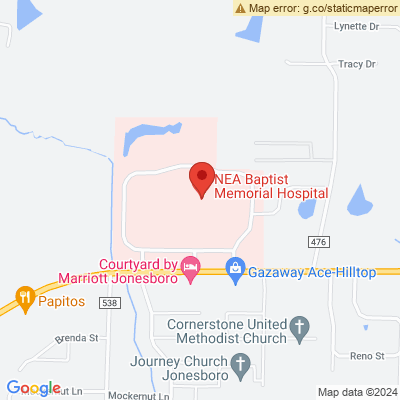 Map error: g.co/staticmaperror
Lynette Dr
Tracy Dr
NEA Baptist
Memorial Hospital
476
Courtyard by
Marriott Jonesboro
Gazaway Ace-Hilltop
Papitos
538
Brenda St
Cornerstone United
Methodist Church
Reno St
Journey Church
Jonesboro
Google
Mockernut Ln
Map data ©2024